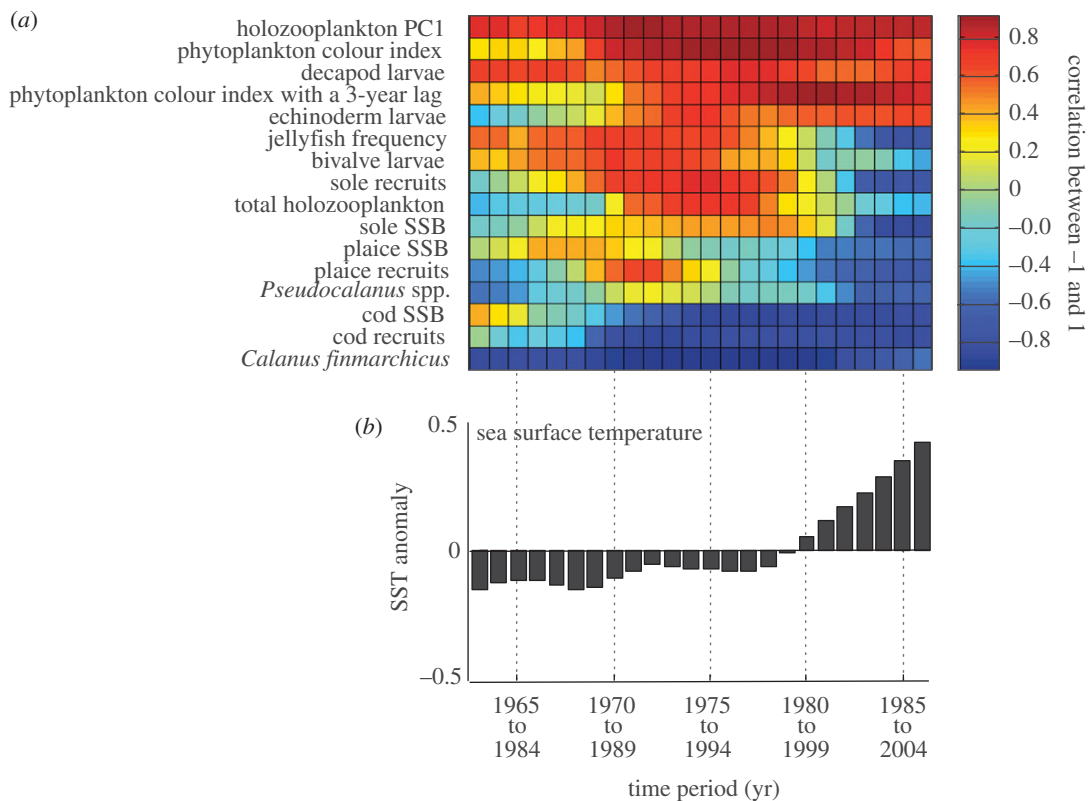 (a)
holozooplankton PC1
phytoplankton colour index
decapod larvae
phytoplankton colour index with a 3-year lag
echinoderm larvae
jellyfish frequency
bivalve larvae
sole recruits
total holozooplankton
sole SSB
plaice SSB
plaice recruits
Pseudocalanus spp.
cod SSB
cod recruits
Calanus finmarchicus
0.8
0.6
0.4
0.2
0
–0.0
–0.4
–0.6
–0.8
correlation between –1 and 1
(b)
sea surface temperature
0.5
0
–0.5
SST anomaly
1965 to 1984
1970 to 1989
1975 to 1994
1980 to 1999
1985 to 2004
time period (yr)